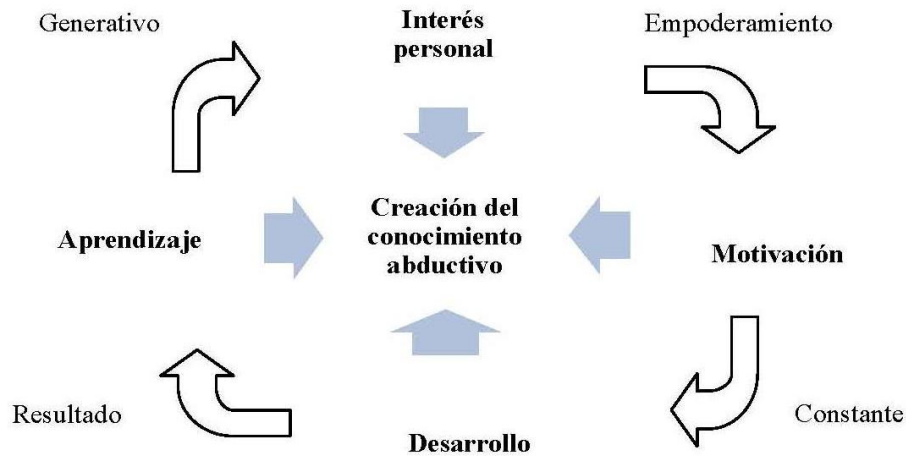 Generativo
Interés
personal
Empoderamiento
Aprendizaje
Creación del
conocimiento
abductivo
Motivación
Resultado
Desarrollo
Constante